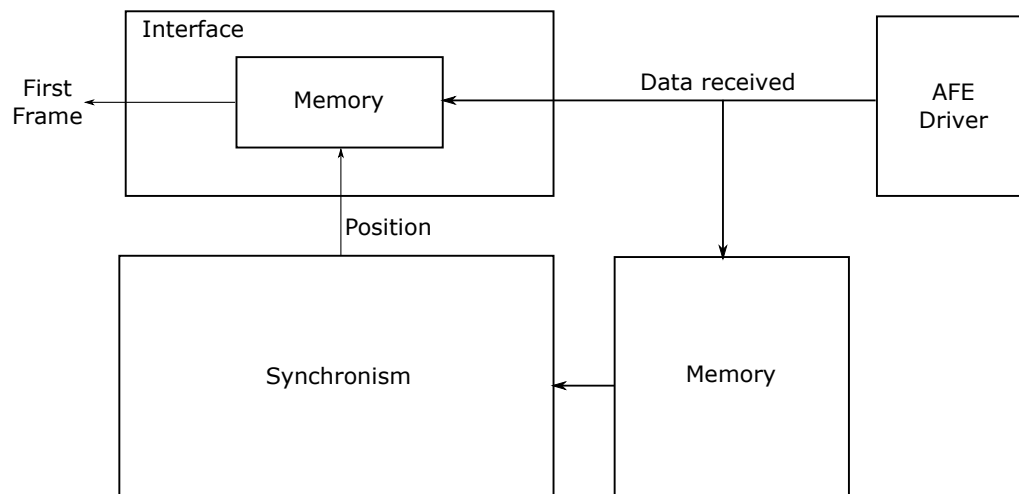 Interface
First
Frame
Memory
Data received
AFE
Driver
Position
Synchronism
Memory